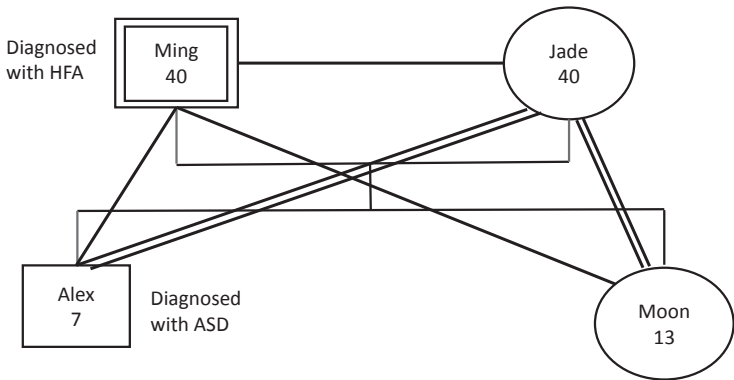 Diagnosed
with HFA
Ming
40
Jade
40
Alex
7
Diagnosed
with ASD
Moon
13